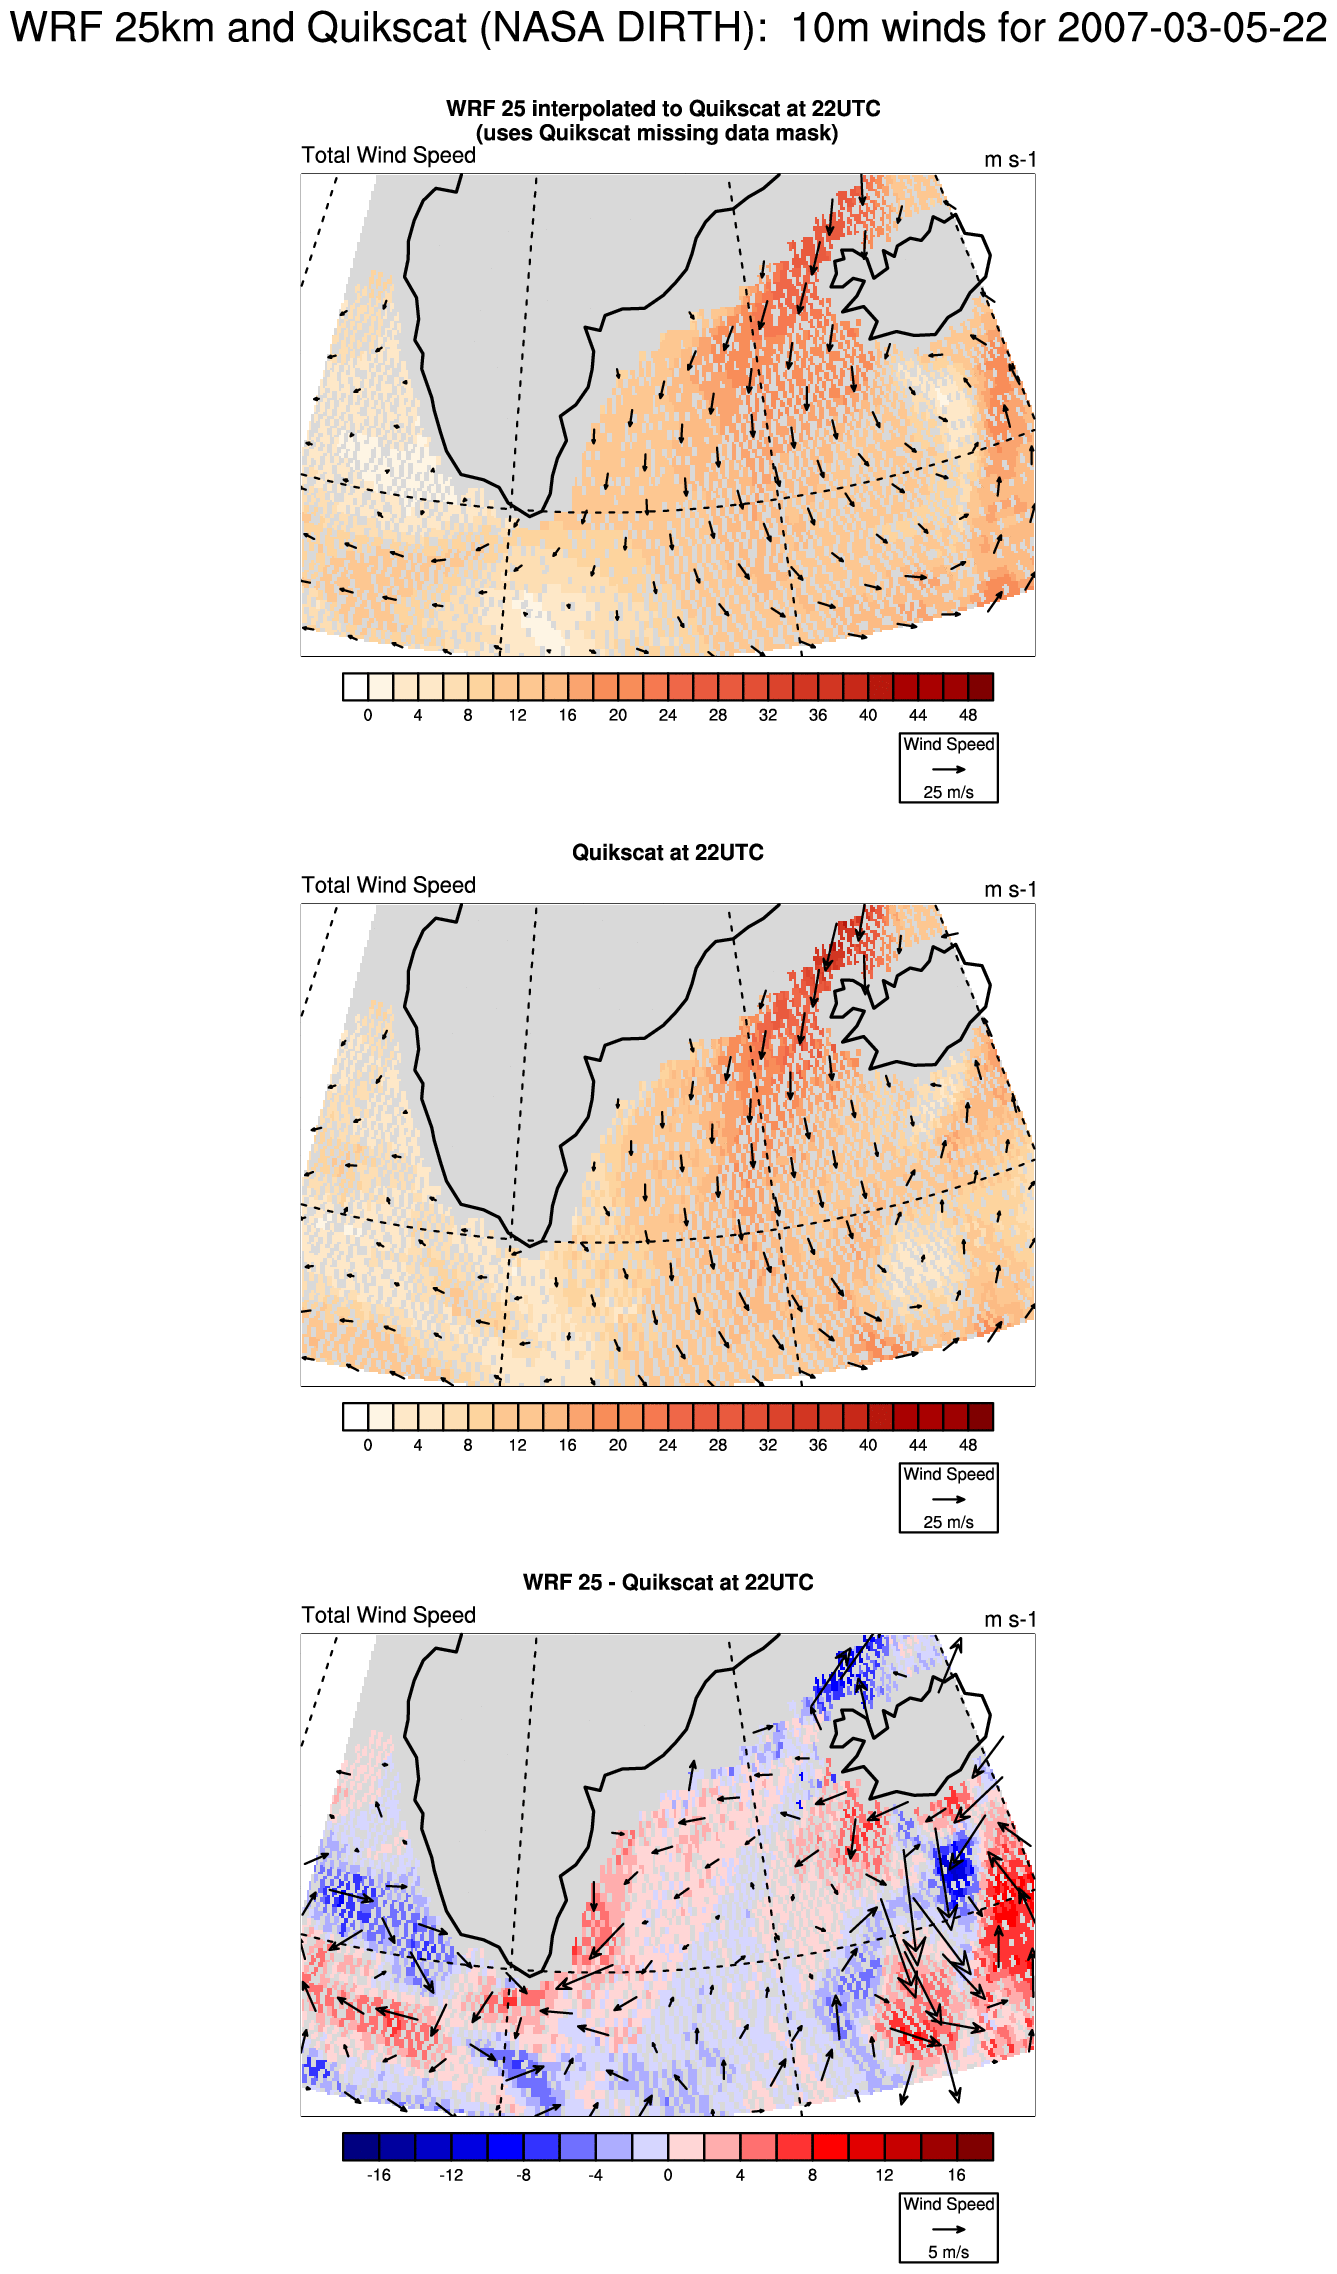 WRF 25km and Quikscat (NASA DIRTH):  10m winds for 2007-03-05-22
WRF 25 interpolated to Quikscat at 22UTC
(uses Quikscat missing data mask)
Total Wind Speed m s-1
0 4 8 12 16 20 24 28 32 36 40 44 48
Wind Speed
25 m/s
Quikscat at 22UTC
Total Wind Speed m s-1
0 4 8 12 16 20 24 28 32 36 40 44 48
Wind Speed
25 m/s
WRF 25 - Quikscat at 22UTC
Total Wind Speed m s-1
-16 -12 -8 -4 0 4 8 12 16
Wind Speed
5 m/s